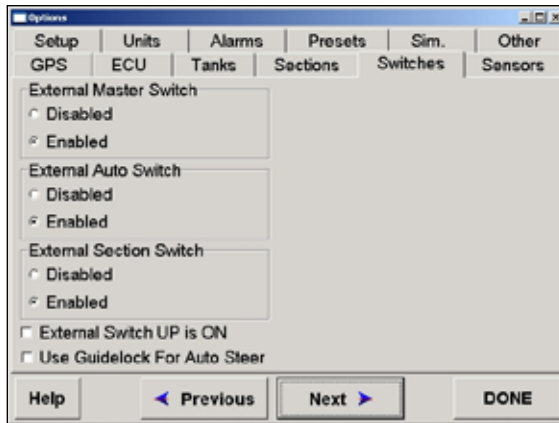 Options
Setup Units Alarms Presets Sim. Other
GPS ECU Tanks Sections Switches Sensors
External Master Switch
Disabled
Enabled
External Auto Switch
Disabled
Enabled
External Section Switch
Disabled
Enabled
External Switch UP is ON
Use Guidelock For Auto Steer
Help Previous Next DONE